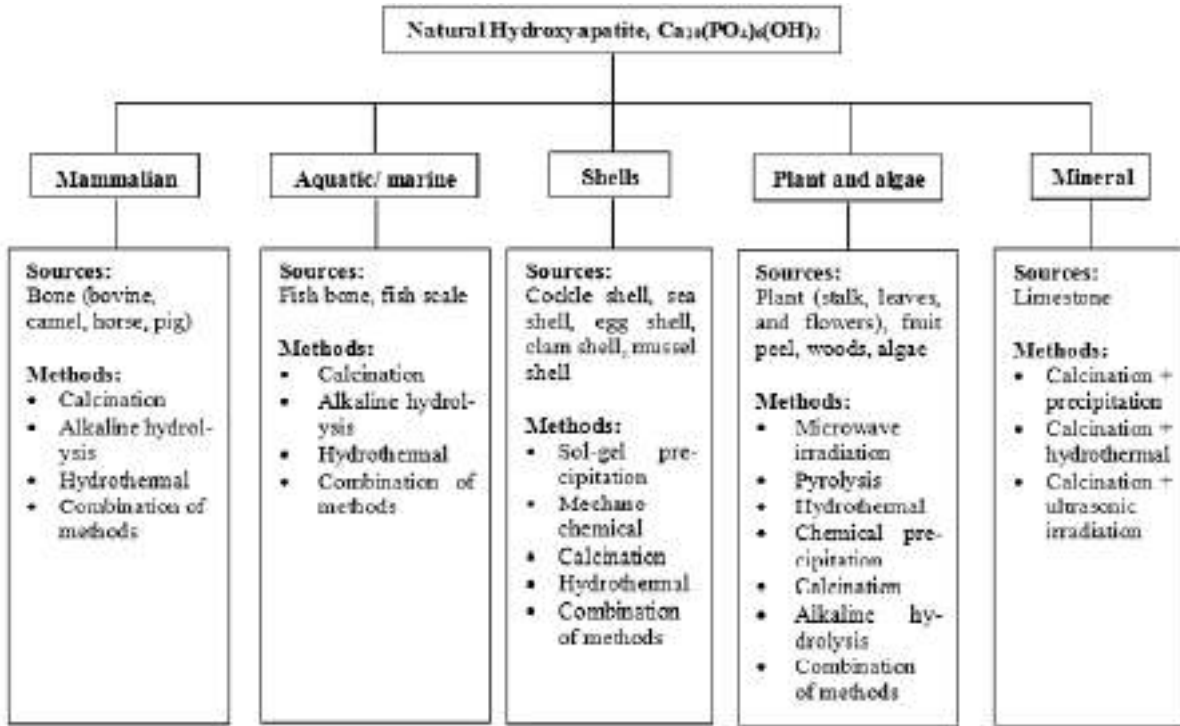 Natural Hydroxyapatite, Ca₁₀(PO₄)₆(OH)₂
Mammalian
Aquatic/ marine
Shells
Plant and algae
Mineral
Sources:
Bone (bovine,
camel, horse, pig)
Methods:
• Calcination
• Alkaline hydrol-
ysis
• Hydrothermal
• Combination of
methods
Sources:
Fish bone, fish scale
Methods:
• Calcination
• Alkaline hydrol-
ysis
• Hydrothermal
• Combination of
methods
Sources:
Cockle shell, sea
shell, egg shell,
clam shell, mussel
shell
Methods:
• Sol-gel pre-
cipitation
• Mechano
chemical
• Calcination
• Hydrothermal
• Combination
of methods
Sources:
Plant (stalk, leaves,
and flowers), fruit
peel, woods, algae
Methods:
• Microwave
irradiation
• Pyrolysis
• Hydrothermal
• Chemical pre-
cipitation
• Calcination
• Alkaline hy-
drolysis
• Combination
of methods
Sources:
Limestone
Methods:
• Calcination +
precipitation
• Calcination +
hydrothermal
• Calcination +
ultrasonic
irradiation